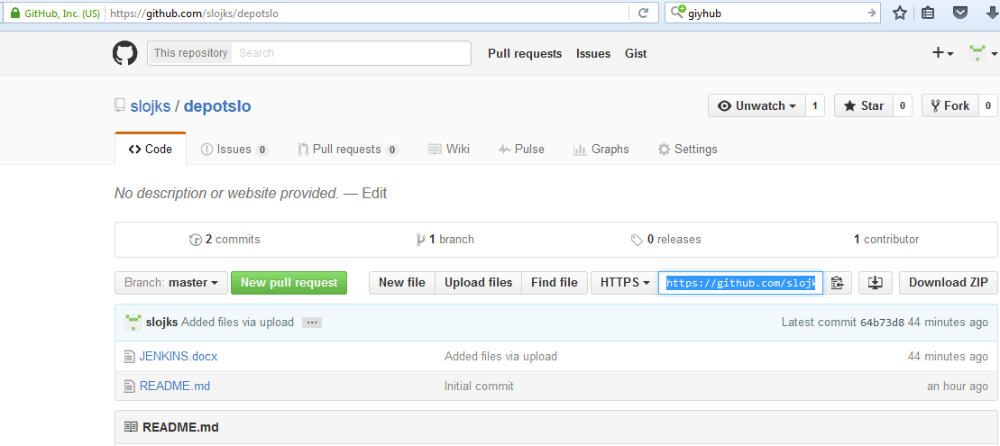 GitHub, Inc. (US) https://github.com/slojks/depotslo giyhub
This repository Search Pull requests Issues Gist
slojks / depotslo Unwatch 1 Star 0 Fork 0
Code Issues 0 Pull requests 0 Wiki Pulse Graphs Settings
No description or website provided. — Edit
2 commits 1 branch 0 releases 1 contributor
Branch: master New pull request New file Upload files Find file HTTPS https://github.com/slojk Download ZIP
slojks Added files via upload ... Latest commit 64b73d8 44 minutes ago
JENKINS.docx Added files via upload 44 minutes ago
README.md Initial commit an hour ago
README.md